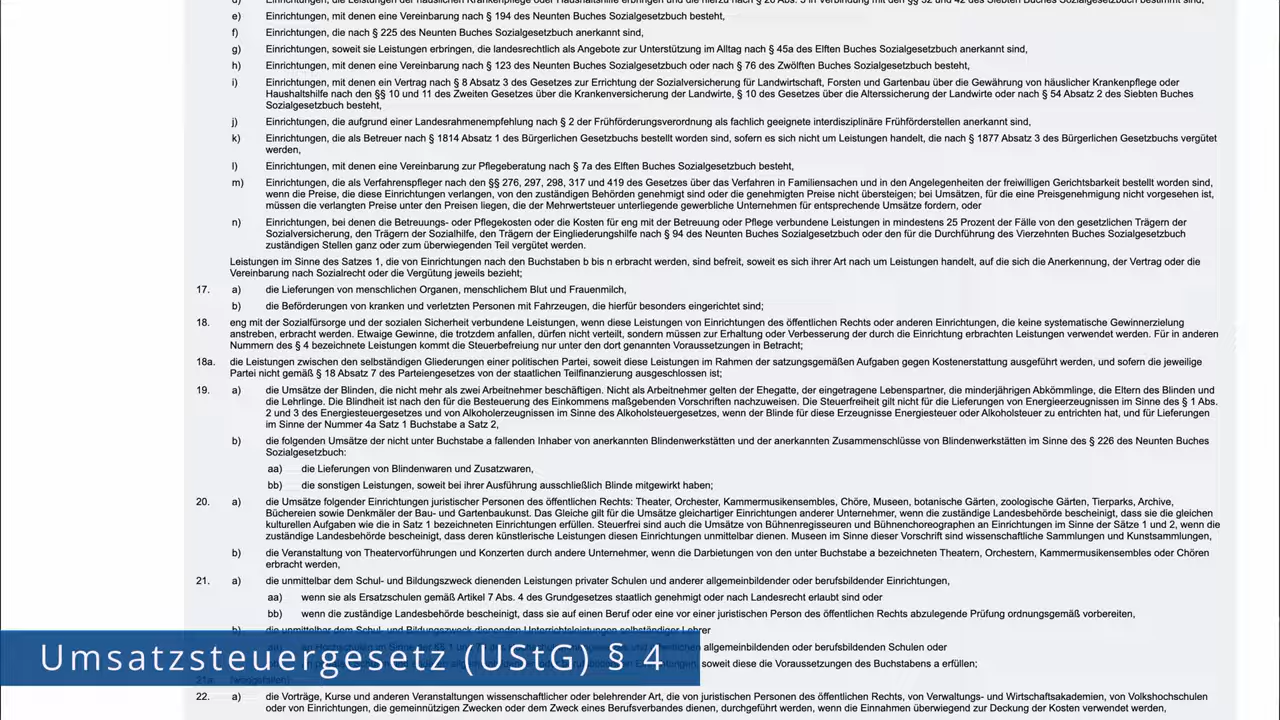 d) Einrichtungen, die Leistungen der häuslichen Krankenpflege oder Haushaltshilfe erbringen und die hierzu nach § 26 Abs. 5 in Verbindung mit den §§ 32 und 42 des Siebten Buches Sozialgesetzbuch bestimmt sind,
e) Einrichtungen, mit denen eine Vereinbarung nach § 194 des Neunten Buches Sozialgesetzbuch besteht,
f) Einrichtungen, die nach § 225 des Neunten Buches Sozialgesetzbuch anerkannt sind,
g) Einrichtungen, soweit sie Leistungen erbringen, die landesrechtlich als Angebote zur Unterstützung im Alltag nach § 45a des Elften Buches Sozialgesetzbuch anerkannt sind,
h) Einrichtungen, mit denen eine Vereinbarung nach § 123 des Neunten Buches Sozialgesetzbuch oder nach § 76 des Zwölften Buches Sozialgesetzbuch besteht,
i) Einrichtungen, mit denen ein Vertrag nach § 8 Absatz 3 des Gesetzes zur Errichtung der Sozialversicherung für Landwirtschaft, Forsten und Gartenbau über die Gewährung von häuslicher Krankenpflege oder
Haushaltshilfe nach den §§ 10 und 11 des Zweiten Gesetzes über die Krankenversicherung der Landwirte, § 10 des Gesetzes über die Alterssicherung der Landwirte oder nach § 54 Absatz 2 des Siebten Buches
Sozialgesetzbuch besteht,
j) Einrichtungen, die aufgrund einer Landesrahmenempfehlung nach § 2 der Frühförderungsverordnung als fachlich geeignete interdisziplinäre Frühförderstellen anerkannt sind,
k) Einrichtungen, die als Betreuer nach § 1814 Absatz 1 des Bürgerlichen Gesetzbuchs bestellt worden sind, sofern es sich nicht um Leistungen handelt, die nach § 1877 Absatz 3 des Bürgerlichen Gesetzbuchs vergütet
werden,
l) Einrichtungen, mit denen eine Vereinbarung zur Pflegeberatung nach § 7a des Elften Buches Sozialgesetzbuch besteht,
m) Einrichtungen, die als Verfahrenspfleger nach den §§ 276, 297, 298, 317 und 419 des Gesetzes über das Verfahren in Familiensachen und in den Angelegenheiten der freiwilligen Gerichtsbarkeit bestellt worden sind,
wenn die Preise, die diese Einrichtungen verlangen, von den zuständigen Behörden genehmigt sind oder die genehmigten Preise nicht übersteigen; bei Umsätzen, für die eine Preisgenehmigung nicht vorgesehen ist,
müssen die verlangten Preise unter den Preisen liegen, die der Mehrwertsteuer unterliegende gewerbliche Unternehmen für entsprechende Umsätze fordern, oder
n) Einrichtungen, bei denen die Betreuungs- oder Pflegekosten oder die Kosten für eng mit der Betreuung oder Pflege verbundene Leistungen in mindestens 25 Prozent der Fälle von den gesetzlichen Trägern der
Sozialversicherung, den Trägern der Sozialhilfe, den Trägern der Eingliederungshilfe nach § 94 des Neunten Buches Sozialgesetzbuch oder den für die Durchführung des Vierzehnten Buches Sozialgesetzbuch
zuständigen Stellen ganz oder zum überwiegenden Teil vergütet werden.
Leistungen im Sinne des Satzes 1, die von Einrichtungen nach den Buchstaben b bis n erbracht werden, sind befreit, soweit es sich ihrer Art nach um Leistungen handelt, auf die sich die Anerkennung, der Vertrag oder die
Vereinbarung nach Sozialrecht oder die Vergütung jeweils bezieht;
17. a) die Lieferungen von menschlichen Organen, menschlichem Blut und Frauenmilch,
b) die Beförderungen von kranken und verletzten Personen mit Fahrzeugen, die hierfür besonders eingerichtet sind;
18. eng mit der Sozialfürsorge und der sozialen Sicherheit verbundene Leistungen, wenn diese Leistungen von Einrichtungen des öffentlichen Rechts oder anderen Einrichtungen, die keine systematische Gewinnerzielung
anstreben, erbracht werden. Etwaige Gewinne, die trotzdem anfallen, dürfen nicht verteilt, sondern müssen zur Erhaltung oder Verbesserung der durch die Einrichtung erbrachten Leistungen verwendet werden. Für in anderen
Nummern des § 4 bezeichnete Leistungen kommt die Steuerbefreiung nur unter den dort genannten Voraussetzungen in Betracht;
18a. die Leistungen zwischen den selbständigen Gliederungen einer politischen Partei, soweit diese Leistungen im Rahmen der satzungsgemäßen Aufgaben gegen Kostenerstattung ausgeführt werden, und sofern die jeweilige
Partei nicht gemäß § 18 Absatz 7 des Parteiengesetzes von der staatlichen Teilfinanzierung ausgeschlossen ist;
19. a) die Umsätze der Blinden, die nicht mehr als zwei Arbeitnehmer beschäftigen. Nicht als Arbeitnehmer gelten der Ehegatte, der eingetragene Lebenspartner, die minderjährigen Abkömmlinge, die Eltern des Blinden und
die Lehrlinge. Die Blindheit ist nach den für die Besteuerung des Einkommens maßgebenden Vorschriften nachzuweisen. Die Steuerfreiheit gilt nicht für die Lieferungen von Energieerzeugnissen im Sinne des § 1 Abs.
2 und 3 des Energiesteuergesetzes und von Alkoholerzeugnissen im Sinne des Alkoholsteuergesetzes, wenn der Blinde für diese Erzeugnisse Energiesteuer oder Alkoholsteuer zu entrichten hat, und für Lieferungen
im Sinne der Nummer 4a Satz 1 Buchstabe a Satz 2,
b) die folgenden Umsätze der nicht unter Buchstabe a fallenden Inhaber von anerkannten Blindenwerkstätten und der anerkannten Zusammenschlüsse von Blindenwerkstätten im Sinne des § 226 des Neunten Buches
Sozialgesetzbuch:
aa) die Lieferungen von Blindenwaren und Zusatzwaren,
bb) die sonstigen Leistungen, soweit bei ihrer Ausführung ausschließlich Blinde mitgewirkt haben;
20. a) die Umsätze folgender Einrichtungen juristischer Personen des öffentlichen Rechts: Theater, Orchester, Kammermusikensembles, Chöre, Museen, botanische Gärten, zoologische Gärten, Tierparks, Archive,
Büchereien sowie Denkmäler der Bau- und Gartenbaukunst. Das Gleiche gilt für die Umsätze gleichartiger Einrichtungen anderer Unternehmer, wenn die zuständige Landesbehörde bescheinigt, dass sie die gleichen
kulturellen Aufgaben wie die in Satz 1 bezeichneten Einrichtungen erfüllen. Steuerfrei sind auch die Umsätze von Bühnenregisseuren und Bühnenchoreographen an Einrichtungen im Sinne der Sätze 1 und 2, wenn die
zuständige Landesbehörde bescheinigt, dass deren künstlerische Leistungen diesen Einrichtungen unmittelbar dienen. Museen im Sinne dieser Vorschrift sind wissenschaftliche Sammlungen und Kunstsammlungen,
b) die Veranstaltung von Theatervorführungen und Konzerten durch andere Unternehmer, wenn die Darbietungen von den unter Buchstabe a bezeichneten Theatern, Orchestern, Kammermusikensembles oder Chören
erbracht werden,
21. a) die unmittelbar dem Schul- und Bildungszweck dienenden Leistungen privater Schulen und anderer allgemeinbildender oder berufsbildender Einrichtungen,
aa) wenn sie als Ersatzschulen gemäß Artikel 7 Abs. 4 des Grundgesetzes staatlich genehmigt oder nach Landesrecht erlaubt sind oder
bb) wenn die zuständige Landesbehörde bescheinigt, dass sie auf einen Beruf oder eine vor einer juristischen Person des öffentlichen Rechts abzulegende Prüfung ordnungsgemäß vorbereiten,
b) die unmittelbar dem Schul- und Bildungszweck dienenden Unterrichtsleistungen selbständiger Lehrer
allgemeinbildenden oder berufsbildenden Schulen oder
Umsatzsteuergesetz (UStG) § 4
soweit diese die Voraussetzungen des Buchstabens a erfüllen;
21a. (weggefallen)
22. a) die Vorträge, Kurse und anderen Veranstaltungen wissenschaftlicher oder belehrender Art, die von juristischen Personen des öffentlichen Rechts, von Verwaltungs- und Wirtschaftsakademien, von Volkshochschulen
oder von Einrichtungen, die gemeinnützigen Zwecken oder dem Zweck eines Berufsverbandes dienen, durchgeführt werden, wenn die Einnahmen überwiegend zur Deckung der Kosten verwendet werden,